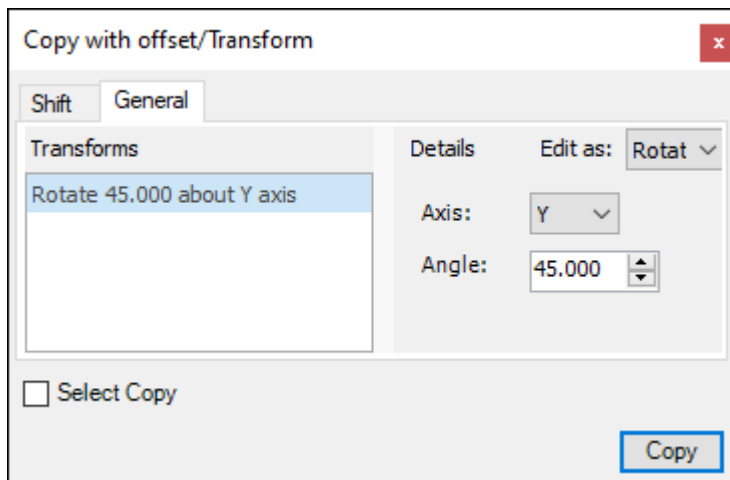 Copy with offset/Transform
x
Shift General
Transforms
Rotate 45.000 about Y axis
Details Edit as: Rotat
Axis: Y
Angle: 45.000
Select Copy
Copy